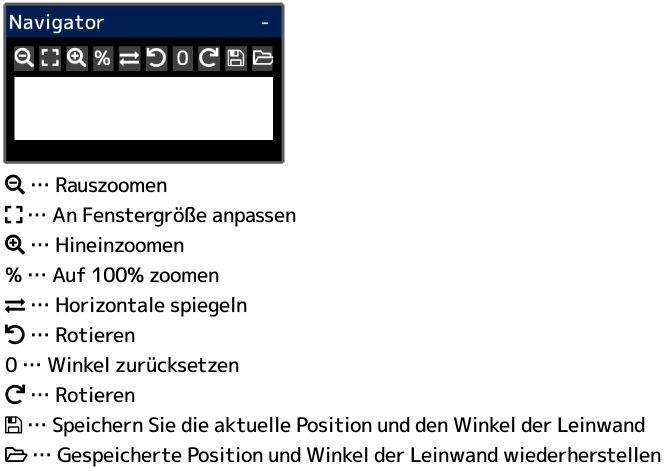 Navigator -
% 0
… Rauszoomen
… An Fenstergröße anpassen
… Hineinzoomen
% … Auf 100% zoomen
… Horizontale spiegeln
… Rotieren
0 … Winkel zurücksetzen
… Rotieren
… Speichern Sie die aktuelle Position und den Winkel der Leinwand
… Gespeicherte Position und Winkel der Leinwand wiederherstellen